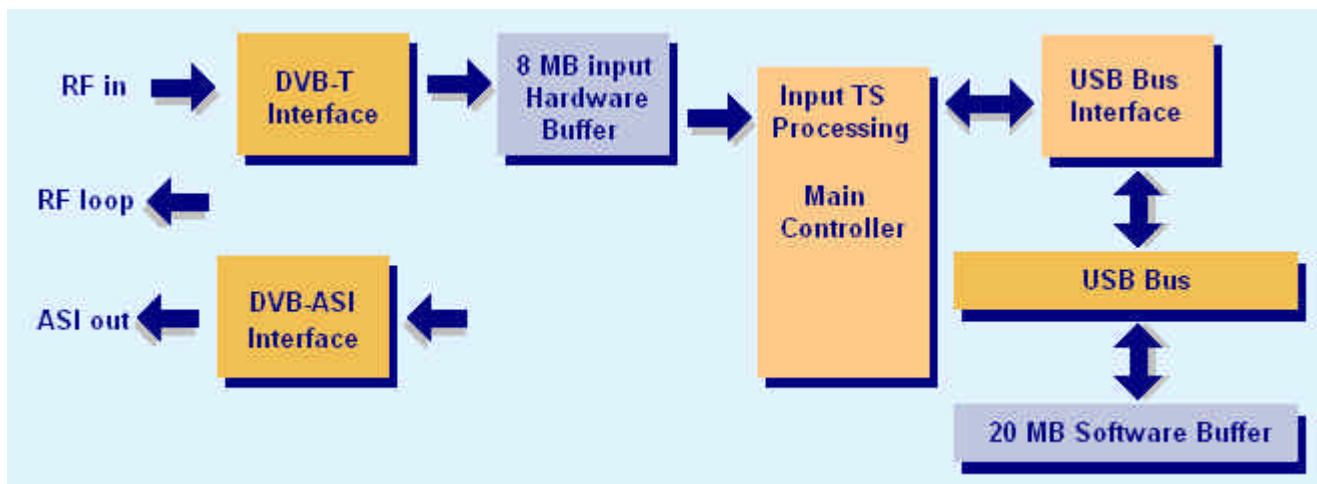 RF in
DVB-T
Interface
8 MB input
Hardware
Buffer
Input TS
Processing
Main
Controller
USB Bus
Interface
RF loop
ASI out
DVB-ASI
Interface
USB Bus
20 MB Software Buffer